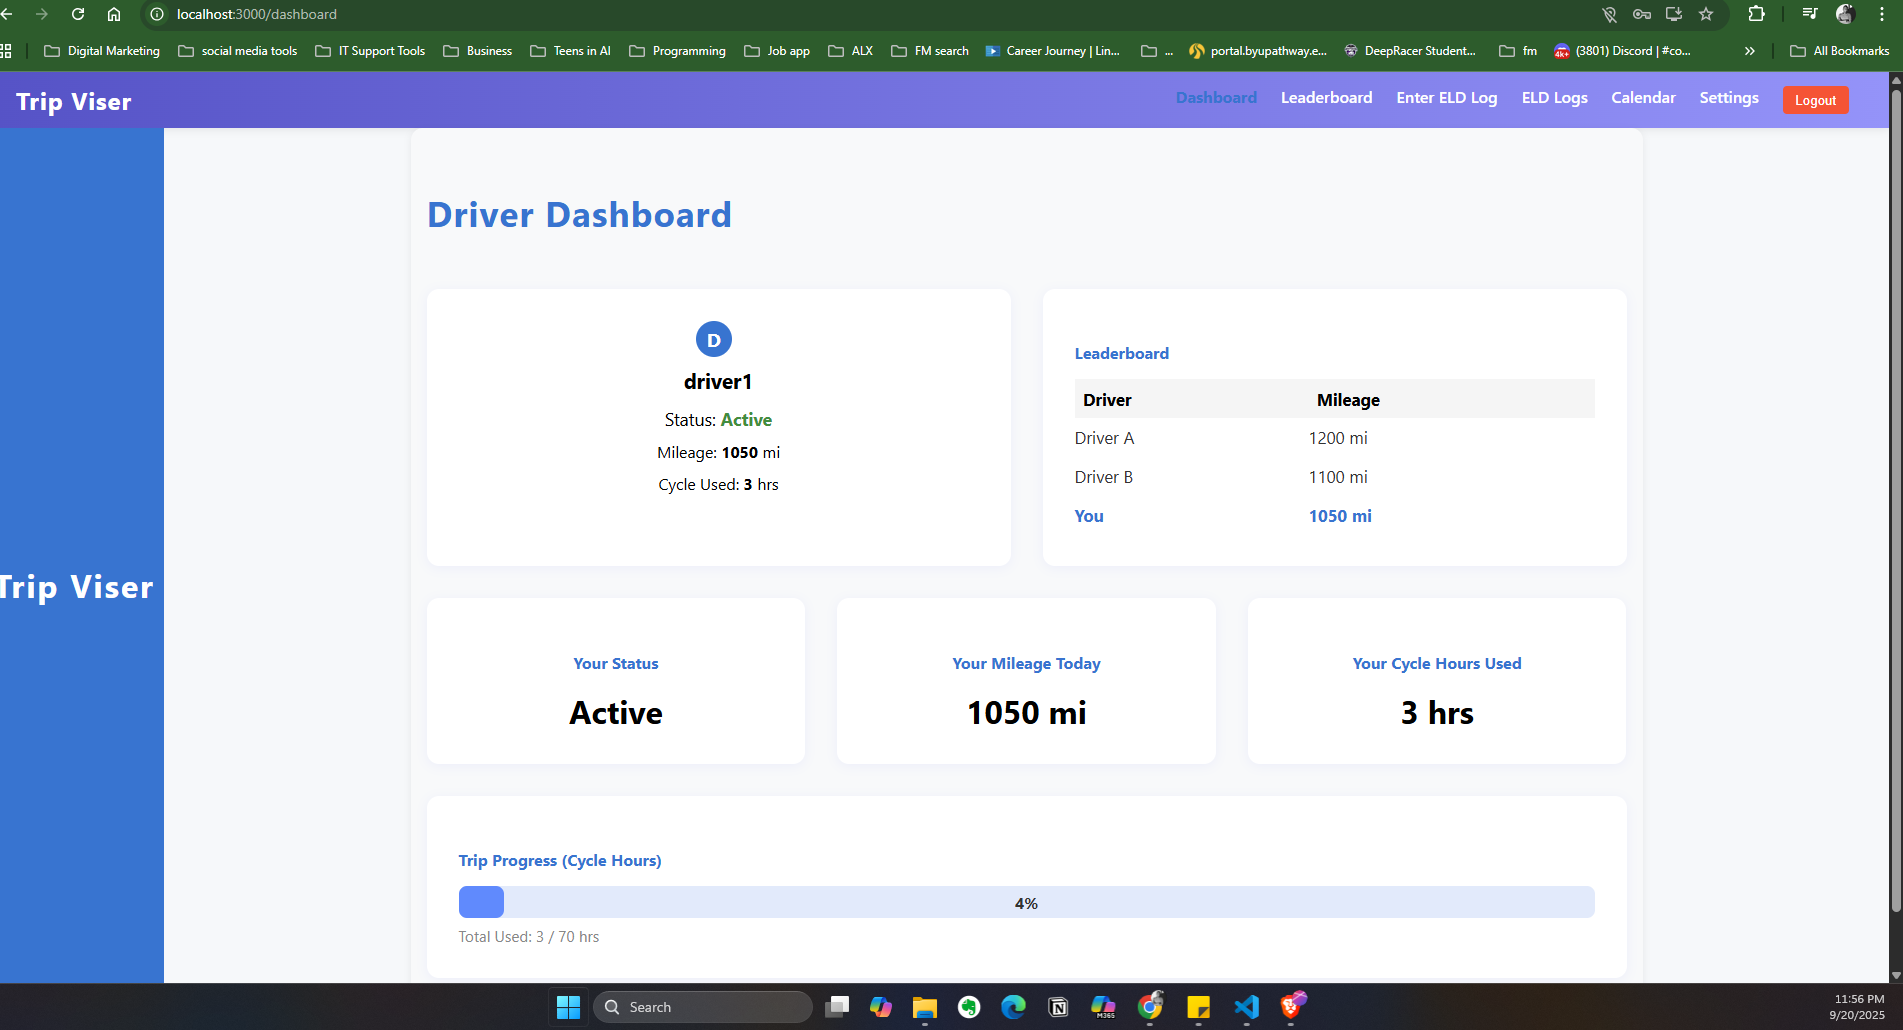 localhost:3000/dashboard
Digital Marketing
social media tools
IT Support Tools
Business
Teens in AI
Programming
Job app
ALX
FM search
Career Journey | Lin...
...
portal.byupathway.e...
DeepRacer Student...
fm
4k+
(3801) Discord | #co...
»
All Bookmarks
Trip Viser
Dashboard
Leaderboard
Enter ELD Log
ELD Logs
Calendar
Settings
Logout
Trip Viser
Driver Dashboard
D
driver1
Status: Active
Mileage: 1050 mi
Cycle Used: 3 hrs
Leaderboard
Driver Mileage
Driver A 1200 mi
Driver B 1100 mi
You 1050 mi
Your Status
Active
Your Mileage Today
1050 mi
Your Cycle Hours Used
3 hrs
Trip Progress (Cycle Hours)
4%
Total Used: 3 / 70 hrs
Search
M365
11:56 PM
9/20/2025